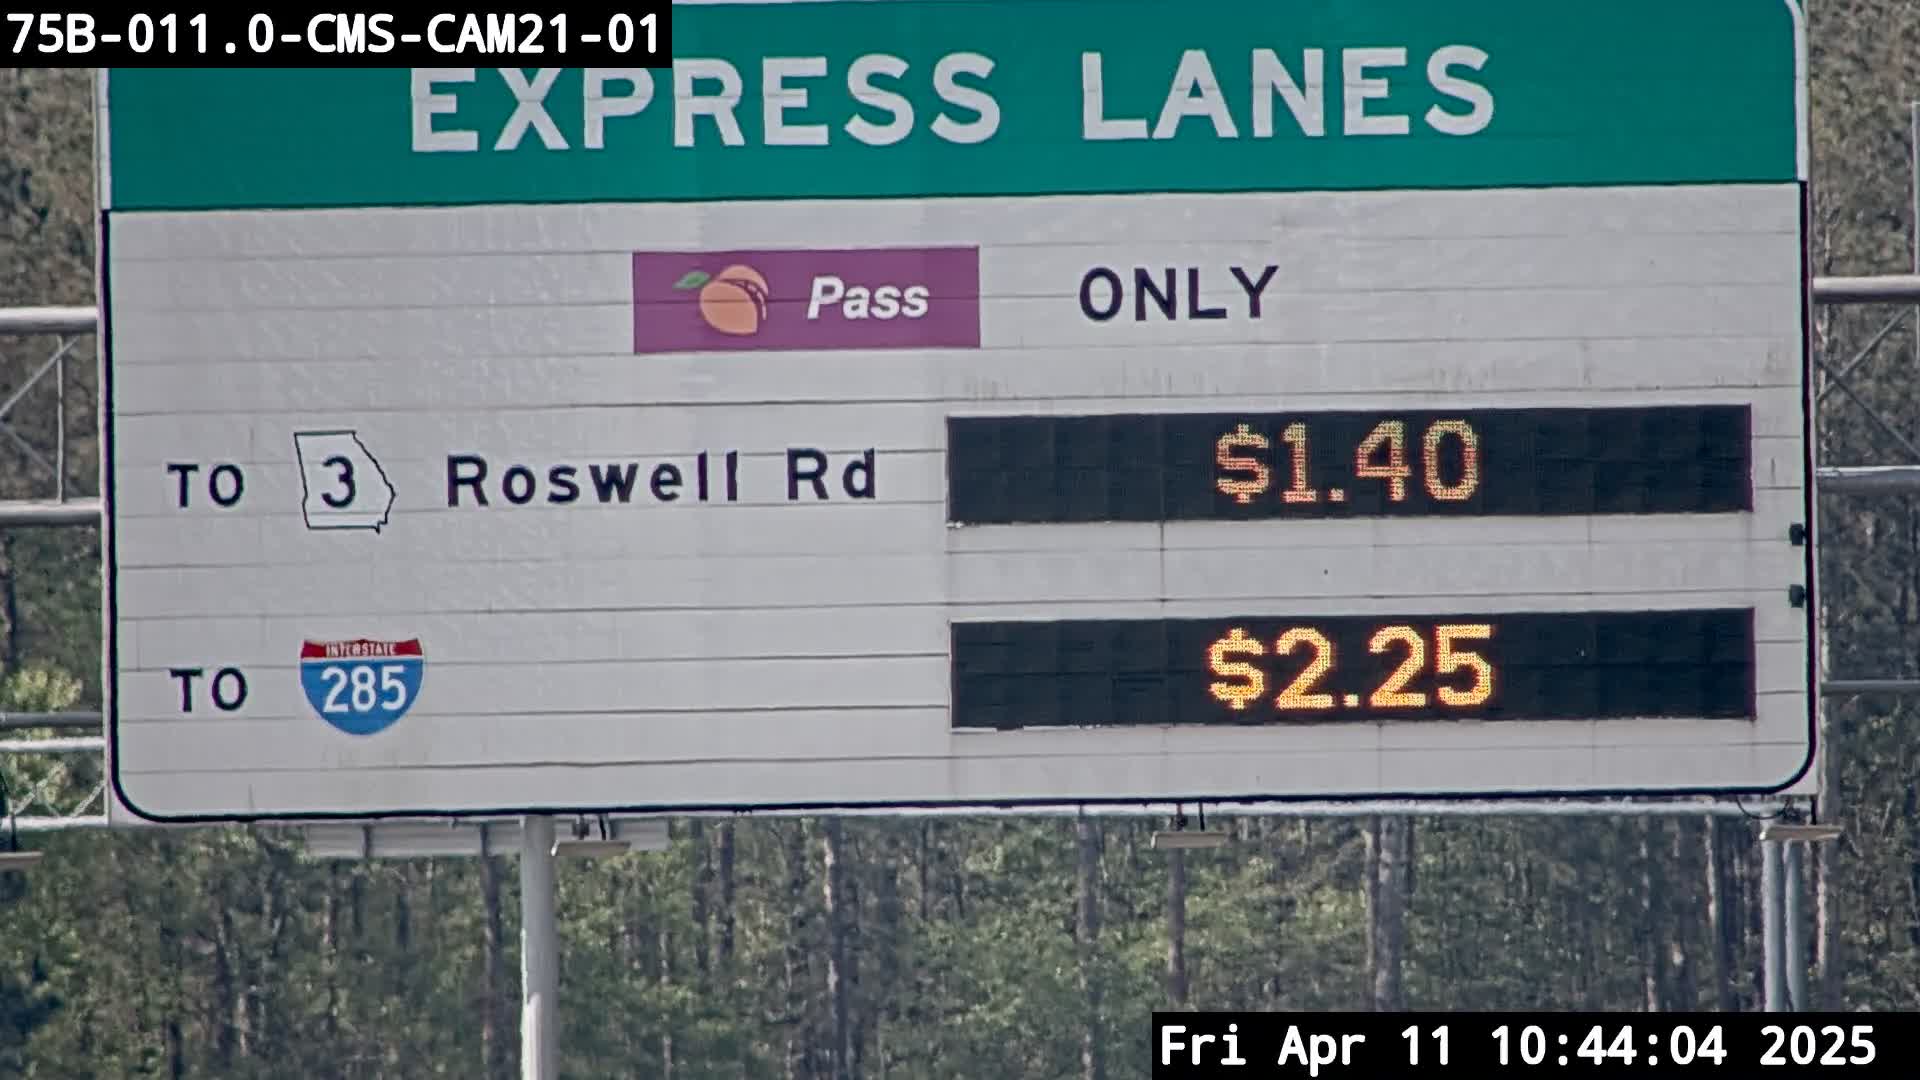 75B-011.0-CMS-CAM21-01
EXPRESS LANES
Pass ONLY
TO 3 Roswell Rd $1.40
TO INTERSTATE 285 $2.25
Fri Apr 11 10:44:04 2025